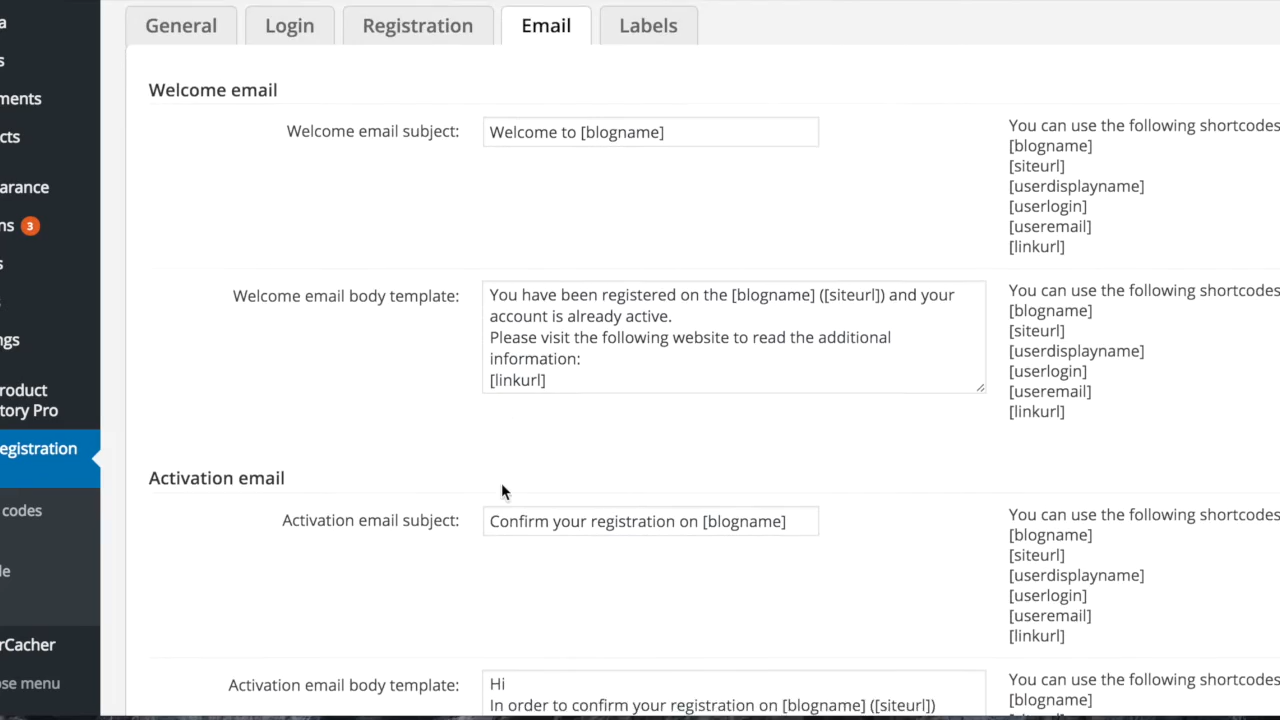 General
Login
Registration
Email
Labels
a
s
ments
cts
arance
ns 3
s
ngs
roduct
tory Pro
egistration
codes
le
rCacher
ose menu
Welcome email
Welcome email subject:
Welcome to [blogname]
You can use the following shortcodes
[blogname]
[siteurl]
[userdisplayname]
[userlogin]
[useremail]
[linkurl]
Welcome email body template:
You have been registered on the [blogname] ([siteurl]) and your
account is already active.
Please visit the following website to read the additional
information:
[linkurl]
You can use the following shortcodes
[blogname]
[siteurl]
[userdisplayname]
[userlogin]
[useremail]
[linkurl]
Activation email
Activation email subject:
Confirm your registration on [blogname]
You can use the following shortcodes
[blogname]
[siteurl]
[userdisplayname]
[userlogin]
[useremail]
[linkurl]
Activation email body template:
Hi
In order to confirm your registration on [blogname] ([siteurl])
You can use the following shortcodes
[blogname]